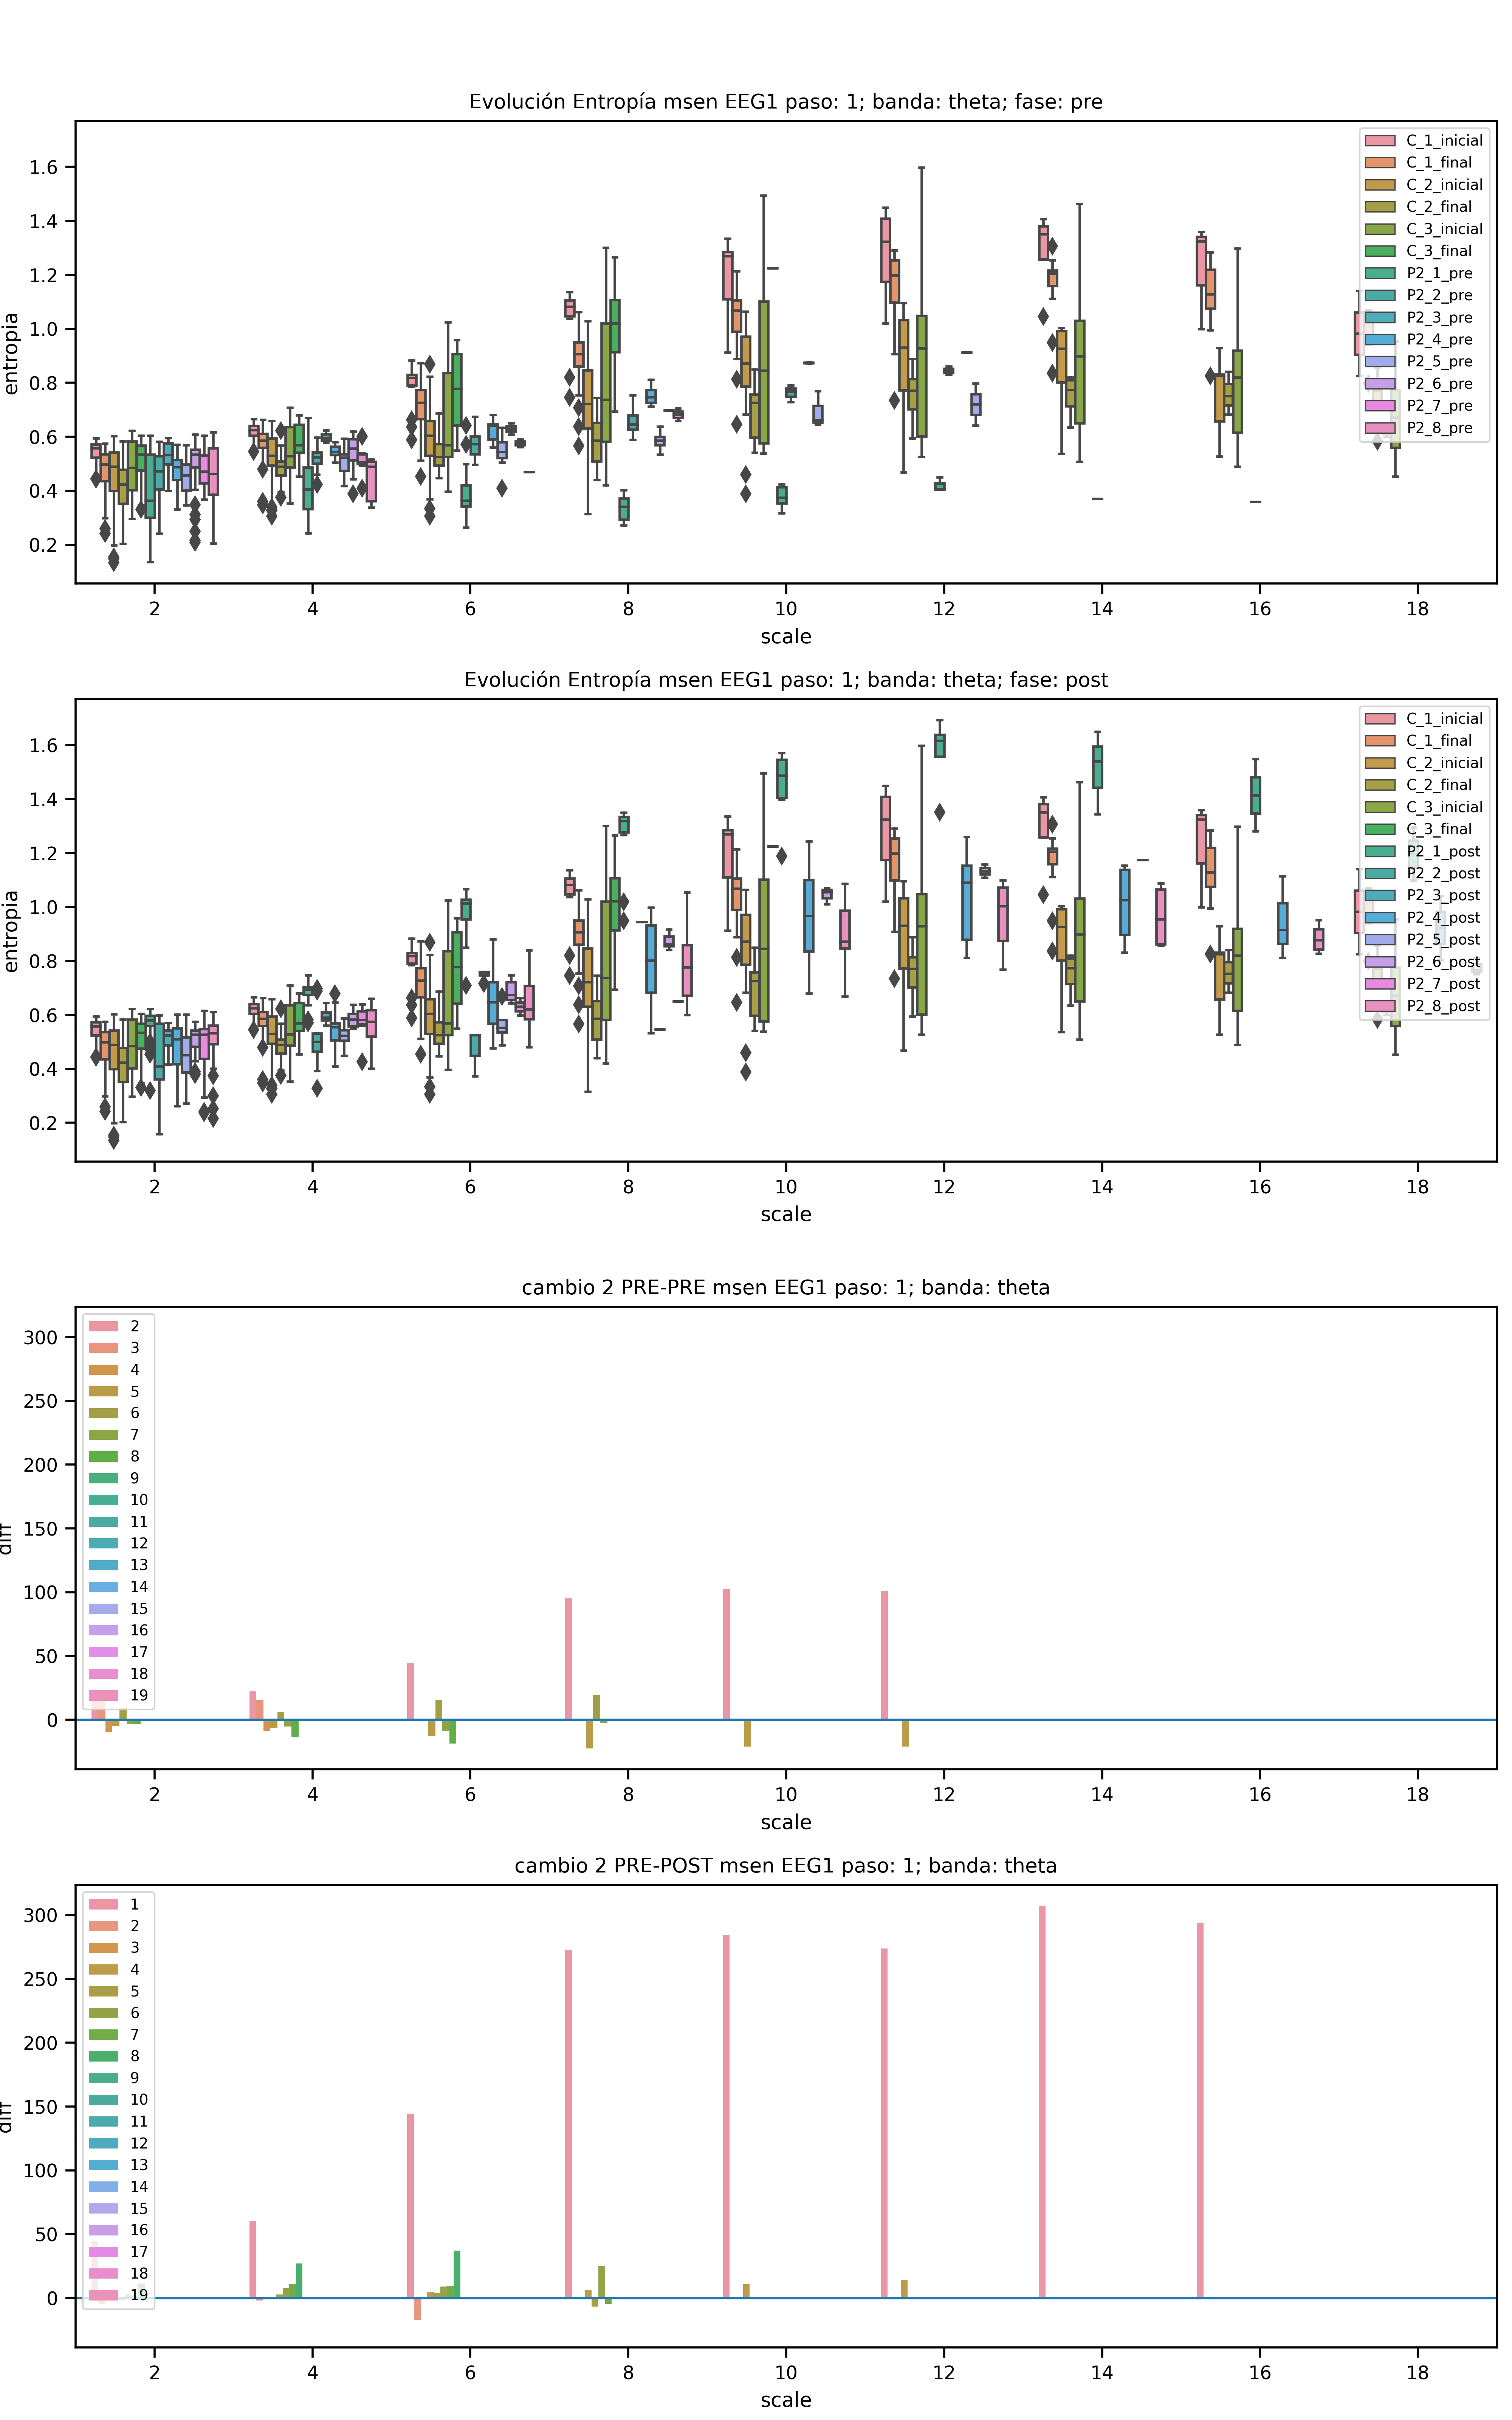 Evolución Entropía msen EEG1 paso: 1; banda: theta; fase: pre
entropia
1.6
1.4
1.2
1.0
0.8
0.6
0.4
0.2
C_1_inicial
C_1_final
C_2_inicial
C_2_final
C_3_inicial
C_3_final
P2_1_pre
P2_2_pre
P2_3_pre
P2_4_pre
P2_5_pre
P2_6_pre
P2_7_pre
P2_8_pre
2 4 6 8 10 12 14 16 18
scale
Evolución Entropía msen EEG1 paso: 1; banda: theta; fase: post
entropia
1.6
1.4
1.2
1.0
0.8
0.6
0.4
0.2
C_1_inicial
C_1_final
C_2_inicial
C_2_final
C_3_inicial
C_3_final
P2_1_post
P2_2_post
P2_3_post
P2_4_post
P2_5_post
P2_6_post
P2_7_post
P2_8_post
2 4 6 8 10 12 14 16 18
scale
cambio 2 PRE-PRE msen EEG1 paso: 1; banda: theta
diff
300
250
200
150
100
50
0
2
3
4
5
6
7
8
9
10
11
12
13
14
15
16
17
18
19
2 4 6 8 10 12 14 16 18
scale
cambio 2 PRE-POST msen EEG1 paso: 1; banda: theta
diff
300
250
200
150
100
50
0
1
2
3
4
5
6
7
8
9
10
11
12
13
14
15
16
17
18
19
2 4 6 8 10 12 14 16 18
scale